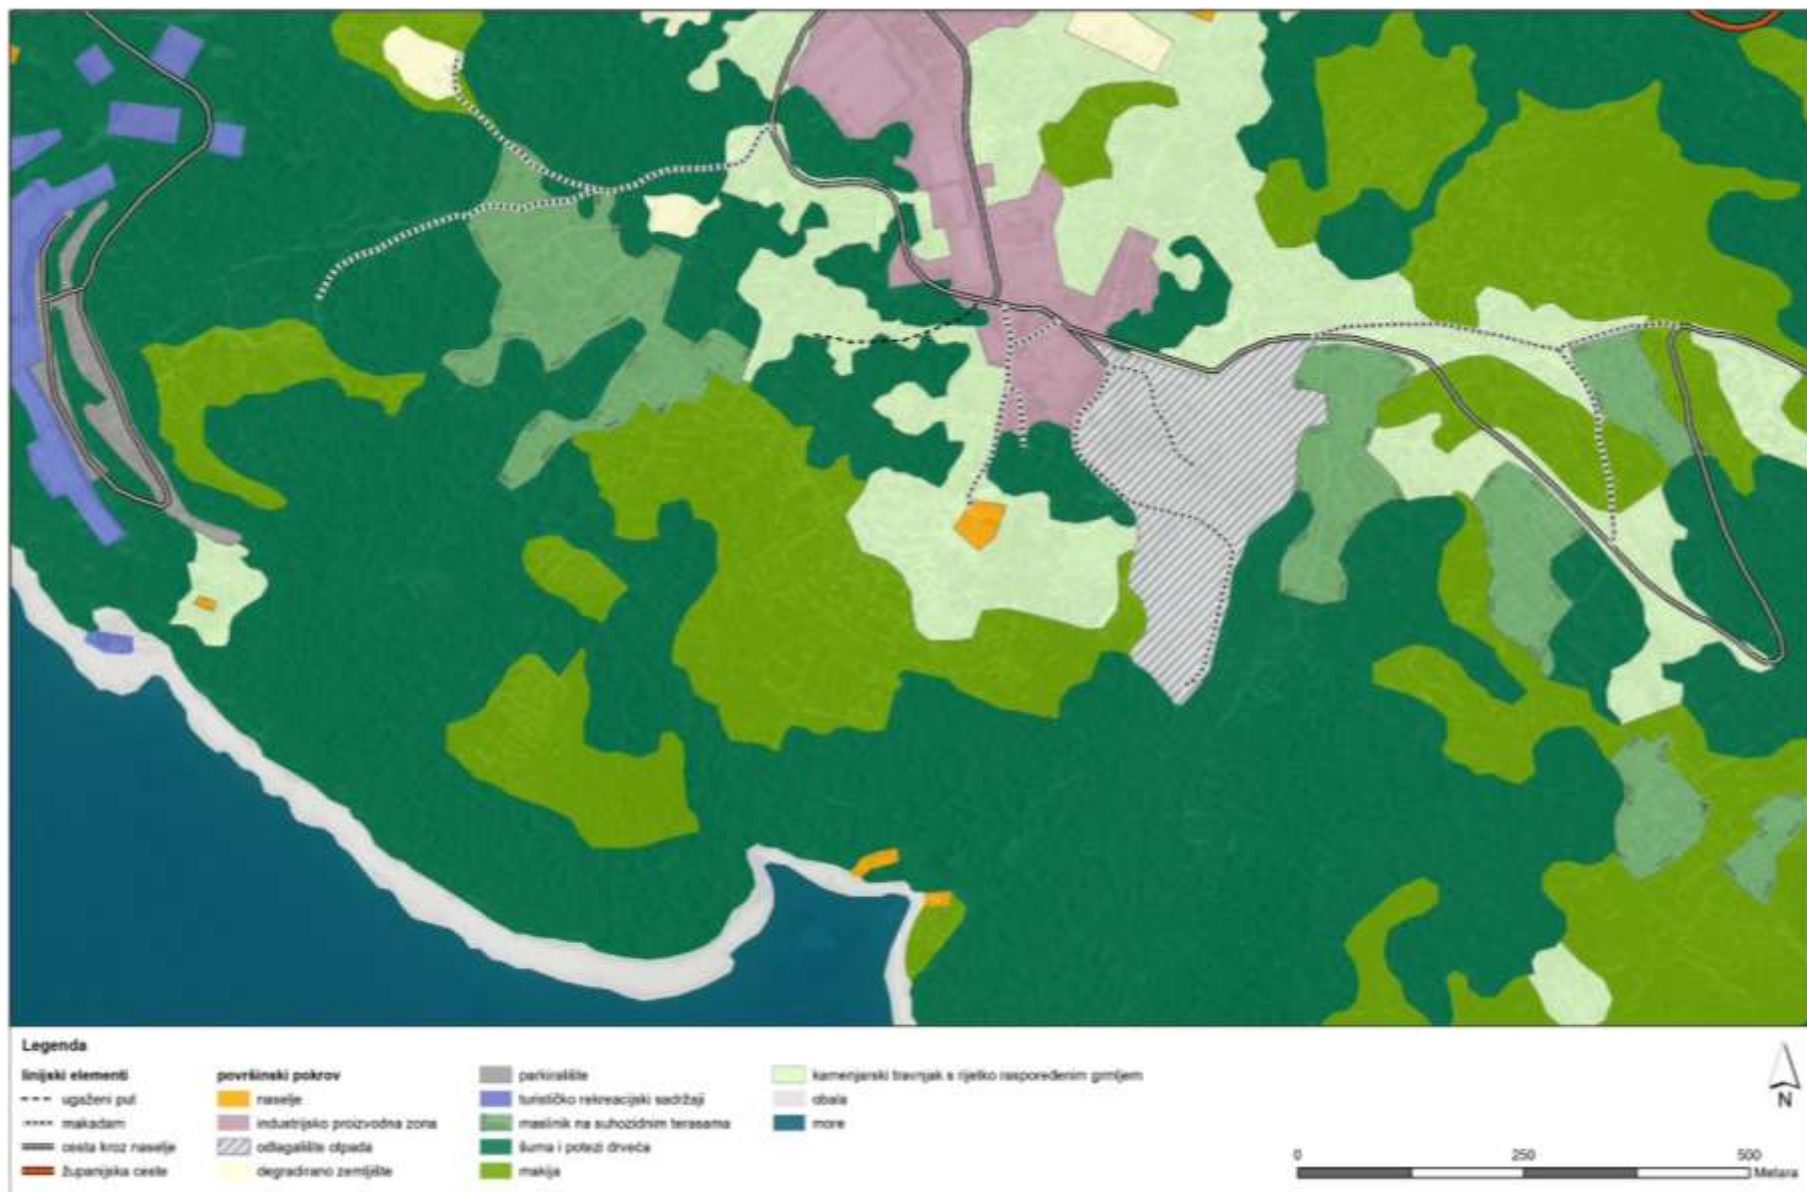 Legenda
linijski elementi
ugaženi put
makadam
cesta kroz naselje
županijska ceste
površinski pokrov
naselje
industrijsko proizvodna zona
odlagalište otpada
degradirano zemljište
parkiralište
turističko rekreacijski sadržaji
maslinik na suhozidnim terasama
šuma i potezi drveća
makija
kamenjarski travnjak s rijetko raspoređenim grmljem
obala
more
N
0 250 500
Metara